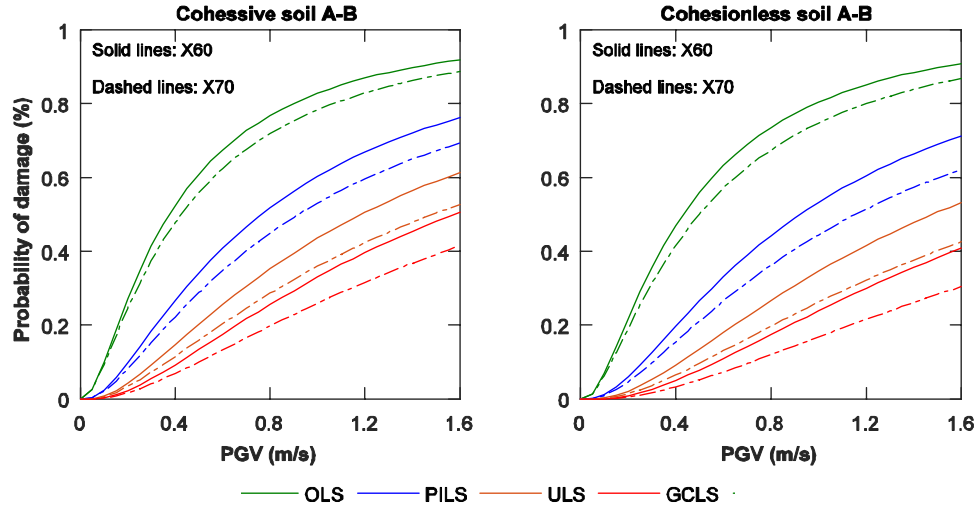 Cohessive soil A-B
Solid lines: X60
Dashed lines: X70
Probability of damage (%)
1
0.8
0.6
0.4
0.2
0
0 0.4 0.8 1.2 1.6
PGV (m/s)
Cohesionless soil A-B
Solid lines: X60
Dashed lines: X70
1
0.8
0.6
0.4
0.2
0
0 0.4 0.8 1.2 1.6
PGV (m/s)
OLS PILS ULS GCLS